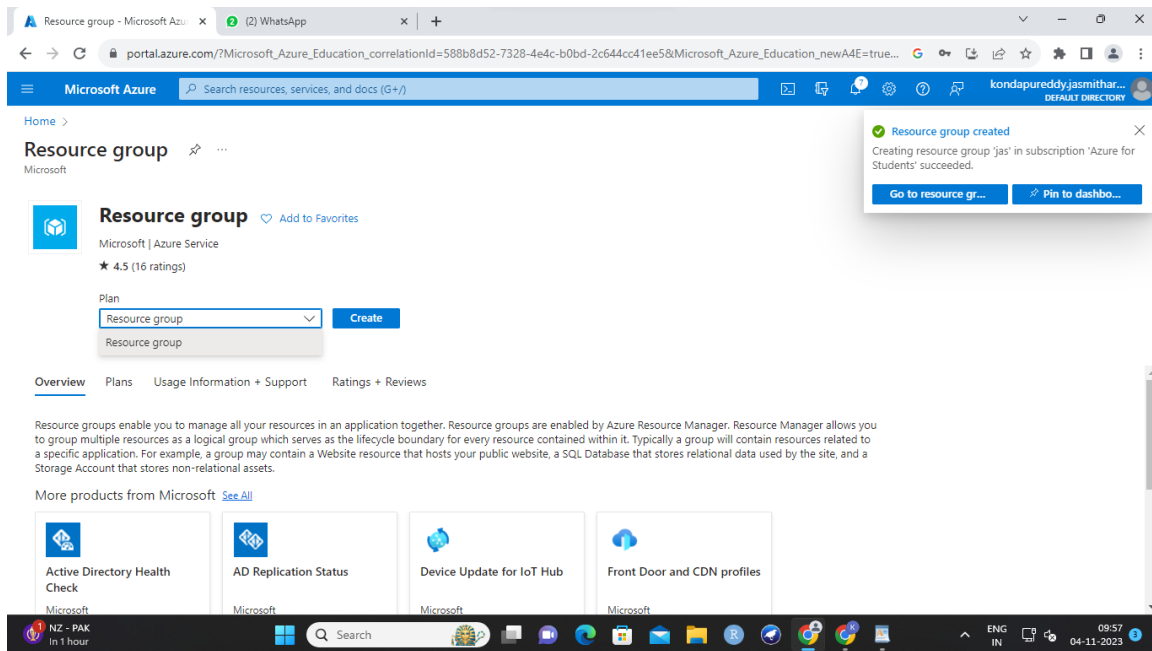 Resource group - Microsoft Azu
(2) WhatsApp
portal.azure.com/?Microsoft_Azure_Education_correlationId=588b8d52-7328-4e4c-b0bd-2c644cc41ee5&Microsoft_Azure_Education_newA4E=true...
Microsoft Azure
Search resources, services, and docs (G+/)
7
kondapureddy.jasmithar...
DEFAULT DIRECTORY
Home >
Resource group
...
Microsoft
Resource group created
Creating resource group 'jas' in subscription 'Azure for
Students' succeeded.
Go to resource gr...
Pin to dashbo...
Resource group
Add to Favorites
Microsoft | Azure Service
★ 4.5 (16 ratings)
Plan
Resource group
Create
Resource group
Overview Plans Usage Information + Support Ratings + Reviews
Resource groups enable you to manage all your resources in an application together. Resource groups are enabled by Azure Resource Manager. Resource Manager allows you
to group multiple resources as a logical group which serves as the lifecycle boundary for every resource contained within it. Typically a group will contain resources related to
a specific application. For example, a group may contain a Website resource that hosts your public website, a SQL Database that stores relational data used by the site, and a
Storage Account that stores non-relational assets.
More products from Microsoft See All
Active Directory Health
Check
Microsoft
AD Replication Status
Microsoft
Device Update for IoT Hub
Microsoft
Front Door and CDN profiles
Microsoft
1
NZ - PAK
In 1 hour
Search
R
K
ENG
IN
09:57
04-11-2023
3